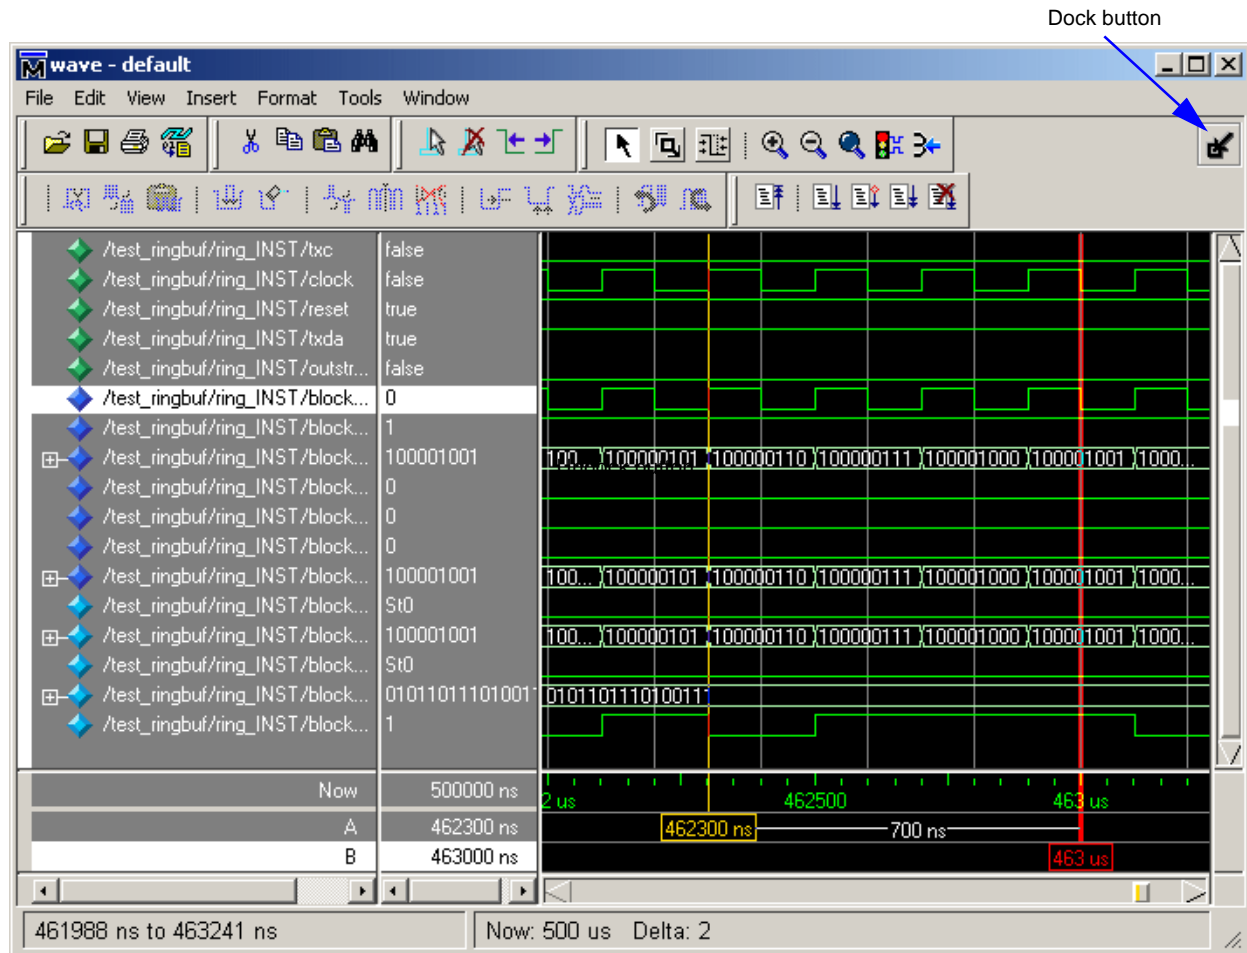 Dock button
wave - default
File Edit View Insert Format Tools Window
/test_ringbuf/ring_INST/txc false
/test_ringbuf/ring_INST/clock false
/test_ringbuf/ring_INST/reset true
/test_ringbuf/ring_INST/txda true
/test_ringbuf/ring_INST/outstr... false
/test_ringbuf/ring_INST/block... 0
/test_ringbuf/ring_INST/block... 1
/test_ringbuf/ring_INST/block... 100001001 100... 100000101 100000110 100000111 100001000 100001001 1000...
/test_ringbuf/ring_INST/block... 0
/test_ringbuf/ring_INST/block... 0
/test_ringbuf/ring_INST/block... 0
/test_ringbuf/ring_INST/block... 100001001 100... 100000101 100000110 100000111 100001000 100001001 1000...
/test_ringbuf/ring_INST/block... St0
/test_ringbuf/ring_INST/block... 100001001 100... 100000101 100000110 100000111 100001000 100001001 1000...
/test_ringbuf/ring_INST/block... St0
/test_ringbuf/ring_INST/block... 010110111010011 0101101110100111
/test_ringbuf/ring_INST/block... 1
Now 500000 ns 2 us 462500 463 us
A 462300 ns 462300 ns 700 ns
B 463000 ns 463 us
461988 ns to 463241 ns Now: 500 us Delta: 2